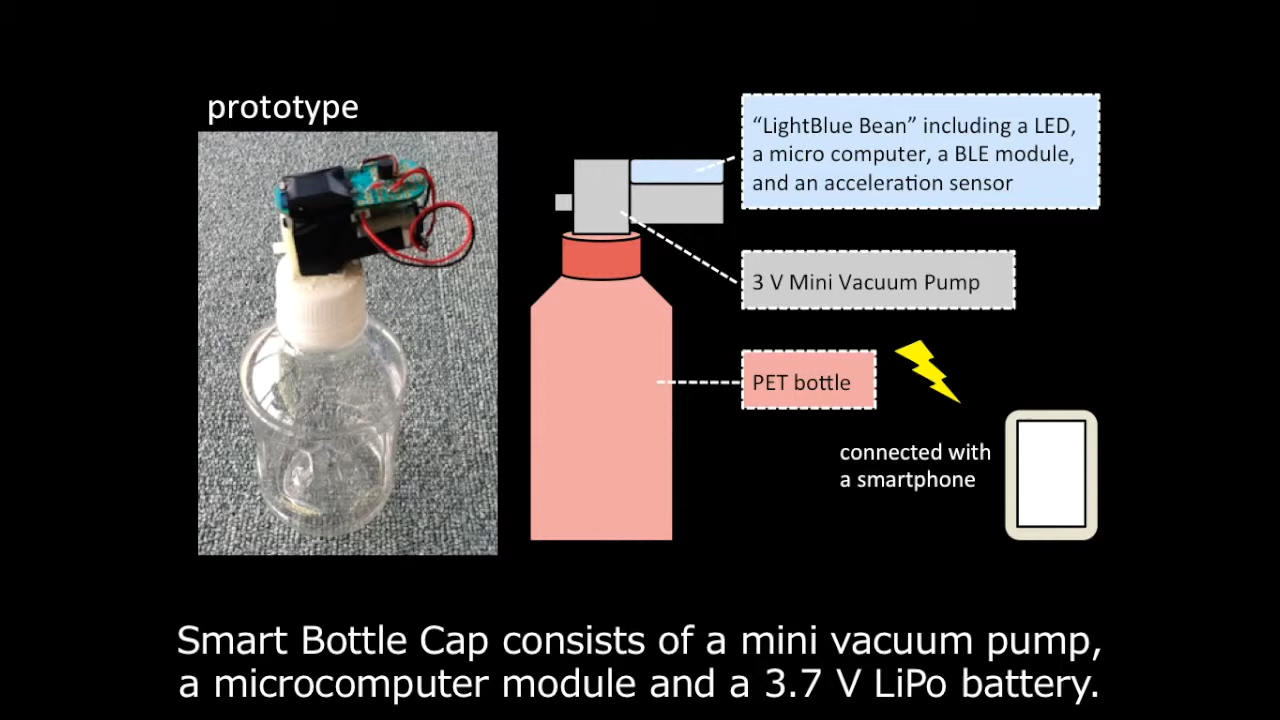 prototype
“LightBlue Bean” including a LED,
a micro computer, a BLE module,
and an acceleration sensor
3 V Mini Vacuum Pump
PET bottle
connected with
a smartphone
Smart Bottle Cap consists of a mini vacuum pump,
a microcomputer module and a 3.7 V LiPo battery.